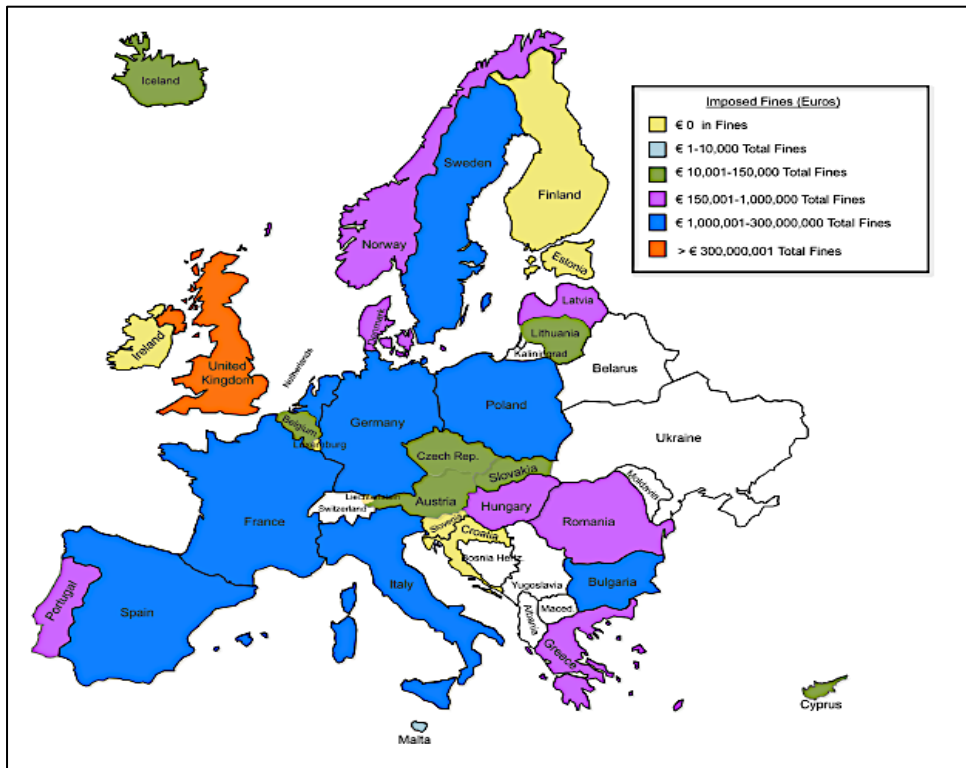 Iceland
Imposed Fines (Euros)
€ 0 in Fines
€ 1-10,000 Total Fines
€ 10,001-150,000 Total Fines
€ 150,001-1,000,000 Total Fines
€ 1,000,001-300,000,000 Total Fines
> € 300,000,001 Total Fines
Sweden
Finland
Norway
Estonia
Latvia
Denmark
Lithuania
Kaliningrad
Ireland
United
Kingdom
Netherlands
Belarus
Poland
Germany
Belgium
Ukraine
Czech Rep.
Slovakia
Moldavia
Austria
Switzerland
Hungary
Romania
France
Slovenia
Croatia
Bosnia Hertz.
Yugoslavia
Italy
Bulgaria
Portugal
Spain
Albania
Maced.
Greece
Cyprus
Malta